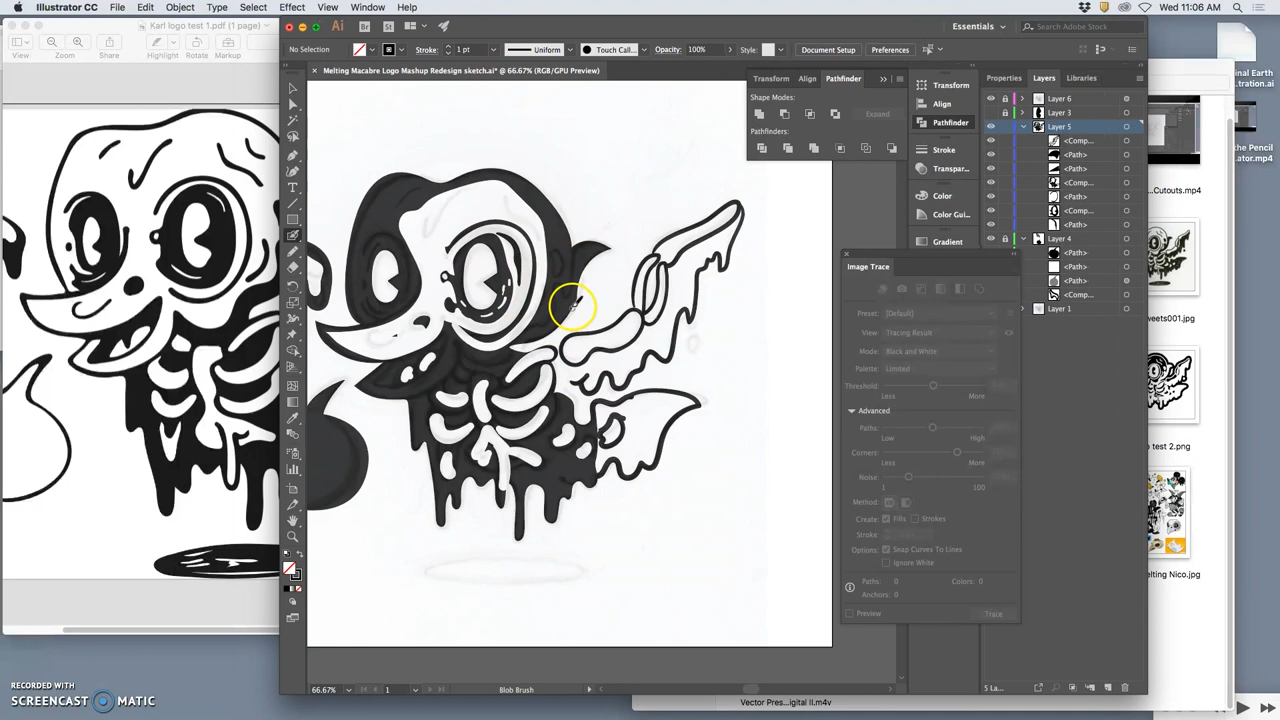 Illustrator CC File Edit Object Type Select Effect View Window Help
Wed 11:06 AM
Karl logo test 1.pdf (1 page)
View Zoom Share Highlight Rotate Markup
Ai Br St Essentials Search Adobe Stock
No Selection Stroke: 1 pt Uniform Touch Call... Opacity: 100% Style: Document Setup Preferences
Melting Macabre Logo Mashup Redesign sketch.ai* @ 66.67% (RGB/GPU Preview)
Transform Align Pathfinder
Shape Modes:
Expand
Pathfinders:
Transform
Align
Pathfinder
Stroke
Transpar...
Color
Color Gui...
Gradient
Properties Layers Libraries
Layer 6
Layer 3
Layer 5
<Comp...
<Path>
<Path>
<Comp...
<Path>
<Comp...
<Path>
Layer 4
<Path>
<Path>
<Path>
<Comp...
Layer 1
Image Trace
Preset: [Default]
View: Tracing Result
Mode: Black and White
Palette: Limited
Threshold:
Less More
Advanced
Paths:
Low High
Corners:
Less More
Noise:
1 100
Method:
Create: Fills Strokes
Stroke:
Options: Snap Curves To Lines
Ignore White
Paths: 0 Colors: 0
Anchors: 0
Preview Trace
5 La...
66.67% 1 Blob Brush
inal Earth
tration.ai
the Pencil
ator.mp4
Cutouts.mp4
weets001.jpg
o test 2.png
elting Nico.jpg
Vector Pres...igital II.m4v
RECORDED WITH
SCREENCAST MATIC